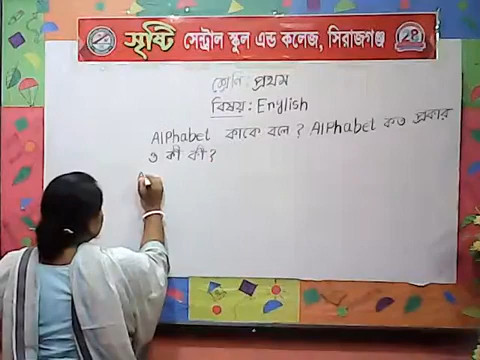 সৃষ্টি সেন্ট্রাল স্কুল এন্ড কলেজ, সিরাজগঞ্জ
শ্রেণি: প্রথম
বিষয়: English
Alphabet কাকে বলে? Alphabet কত প্রকার
ও কী কী?